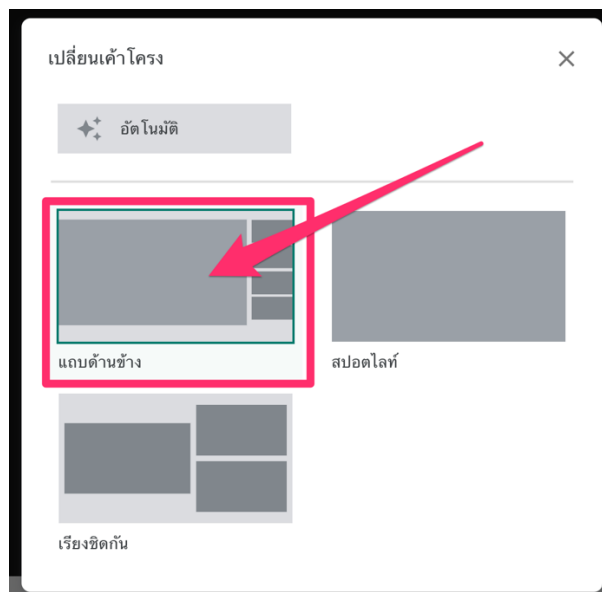 เปลี่ยนเค้าโครง
อัตโนมัติ
แถบด้านข้าง
สปอตไลท์
เรียงชิดกัน